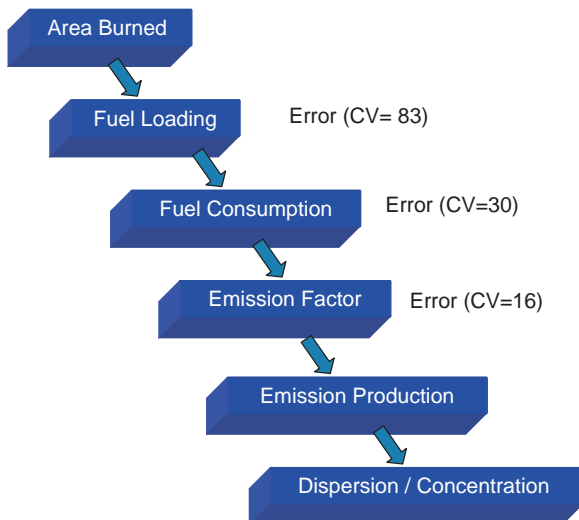 Area Burned
Fuel Loading
Error (CV= 83)
Fuel Consumption
Error (CV=30)
Emission Factor
Error (CV=16)
Emission Production
Dispersion / Concentration